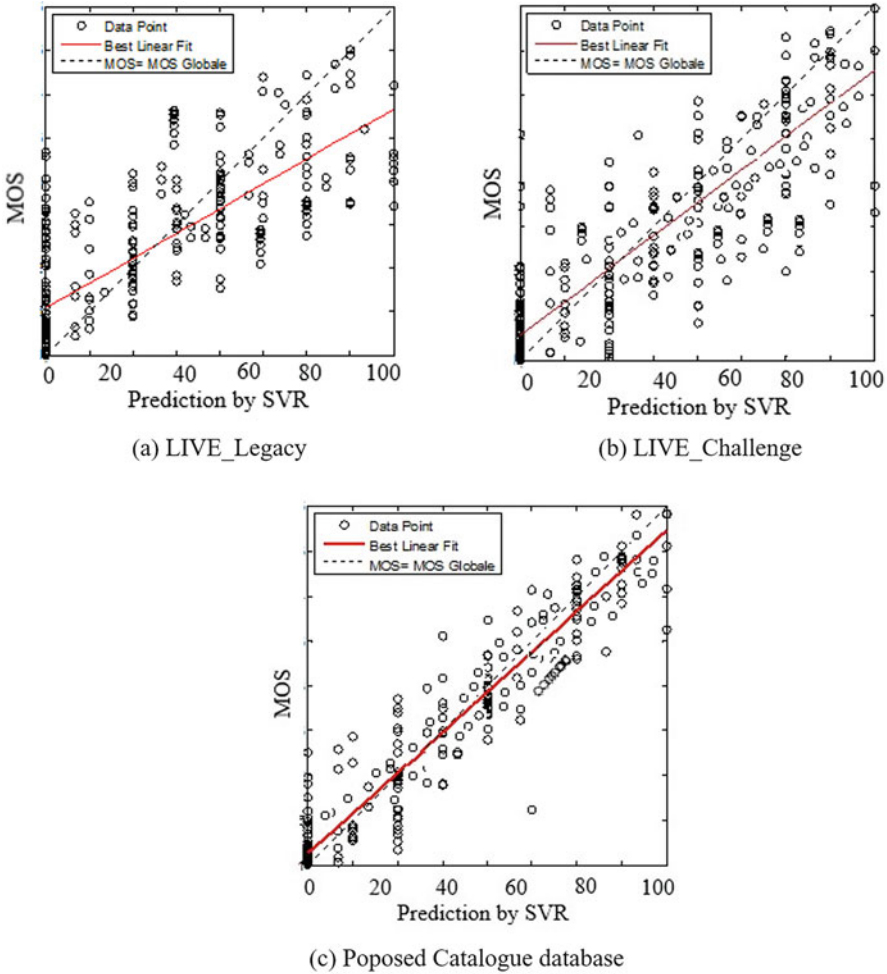 Data Point
Best Linear Fit
MOS= MOS Globale
MOS
0 20 40 60 80 100
Prediction by SVR
(a) LIVE_Legacy
Data Point
Best Linear Fit
MOS= MOS Globale
MOS
0 20 40 60 80 100
Prediction by SVR
(b) LIVE_Challenge
Data Point
Best Linear Fit
MOS= MOS Globale
MOS
0 20 40 60 80 100
Prediction by SVR
(c) Poposed Catalogue database